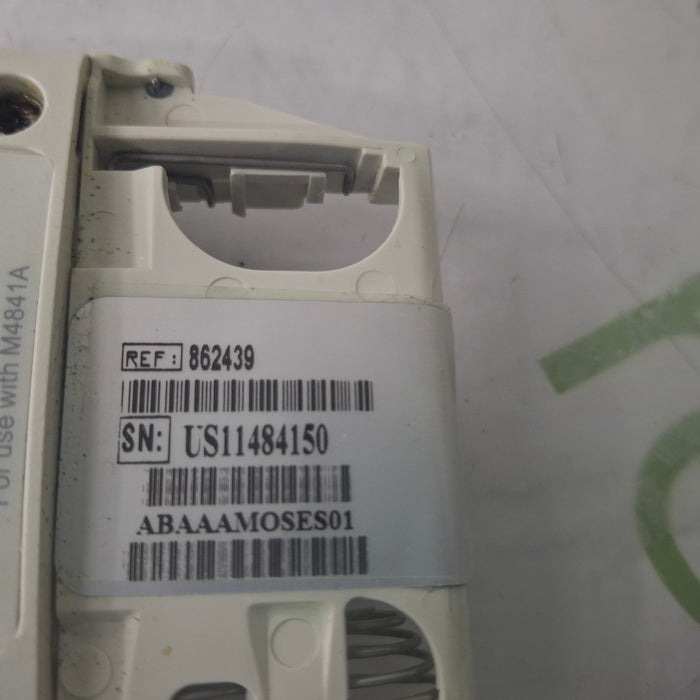 For use with M4841A
REF: 862439
SN: US11484150
ABAAAMOSES01